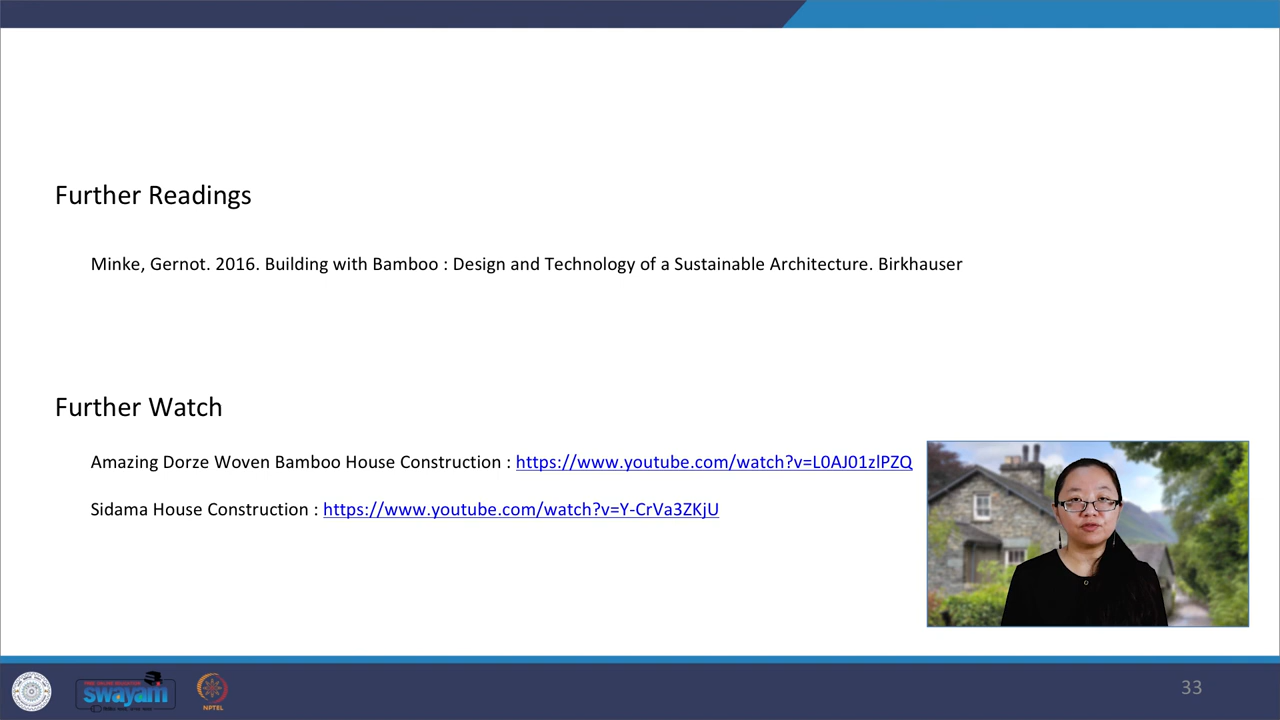 Further Readings
Minke, Gernot. 2016. Building with Bamboo : Design and Technology of a Sustainable Architecture. Birkhauser
Further Watch
Amazing Dorze Woven Bamboo House Construction : https://www.youtube.com/watch?v=L0AJ01zlPZQ
Sidama House Construction : https://www.youtube.com/watch?v=Y-CrVa3ZKjU
swayam
NPTEL
33